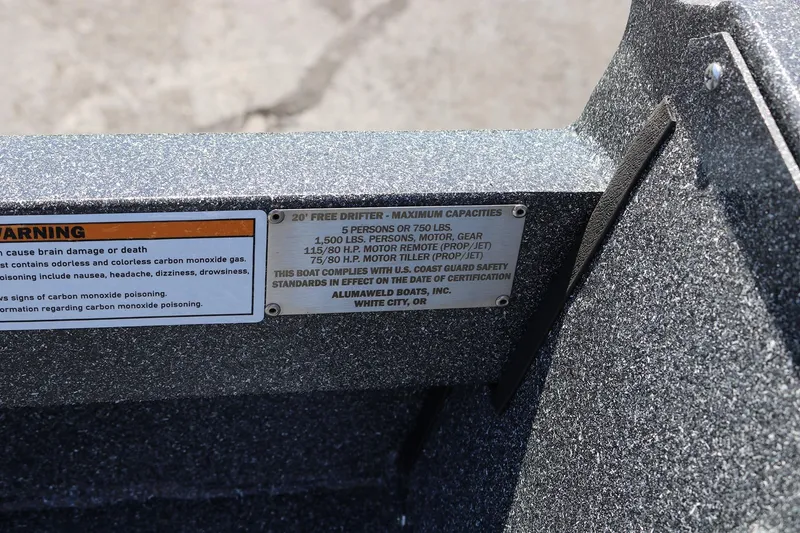 WARNING
cause brain damage or death
contains odorless and colorless carbon monoxide gas.
include nausea, headache, dizziness, drowsiness,
signs of carbon monoxide poisoning.
regarding carbon monoxide poisoning.
20' FREE DRIFTER - MAXIMUM CAPACITIES
5 PERSONS OR 750 LBS.
1,500 LBS. PERSONS, MOTOR, GEAR
115/80 H.P. MOTOR REMOTE (PROP/JET)
75/80 H.P. MOTOR TILLER (PROP/JET)
THIS BOAT COMPLIES WITH U.S. COAST GUARD SAFETY
STANDARDS IN EFFECT ON THE DATE OF CERTIFICATION
ALUMAWELD BOATS, INC.
WHITE CITY, OR